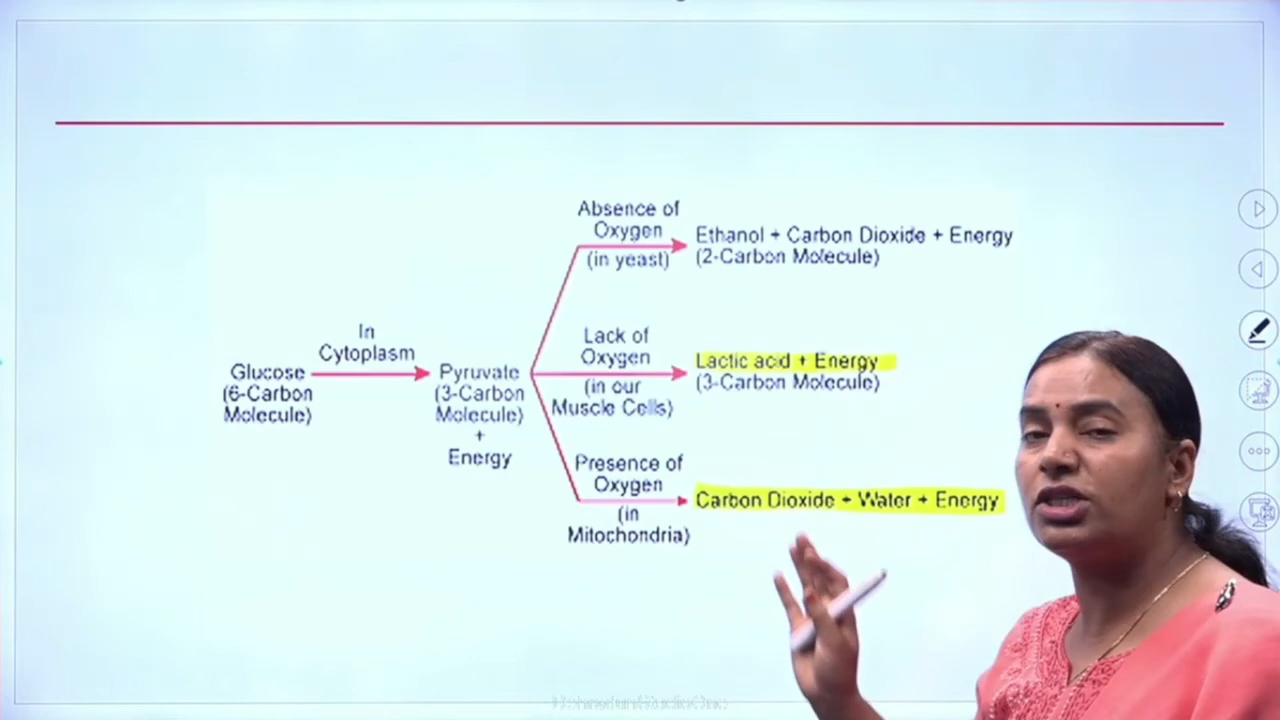 Absence of
Oxygen
(in yeast)
Ethanol + Carbon Dioxide + Energy
(2-Carbon Molecule)
In
Cytoplasm
Glucose
(6-Carbon
Molecule)
Pyruvate
(3-Carbon
Molecule)
+
Energy
Lack of
Oxygen
(in our
Muscle Cells)
Lactic acid + Energy
(3-Carbon Molecule)
Presence of
Oxygen
(in
Mitochondria)
Carbon Dioxide + Water + Energy